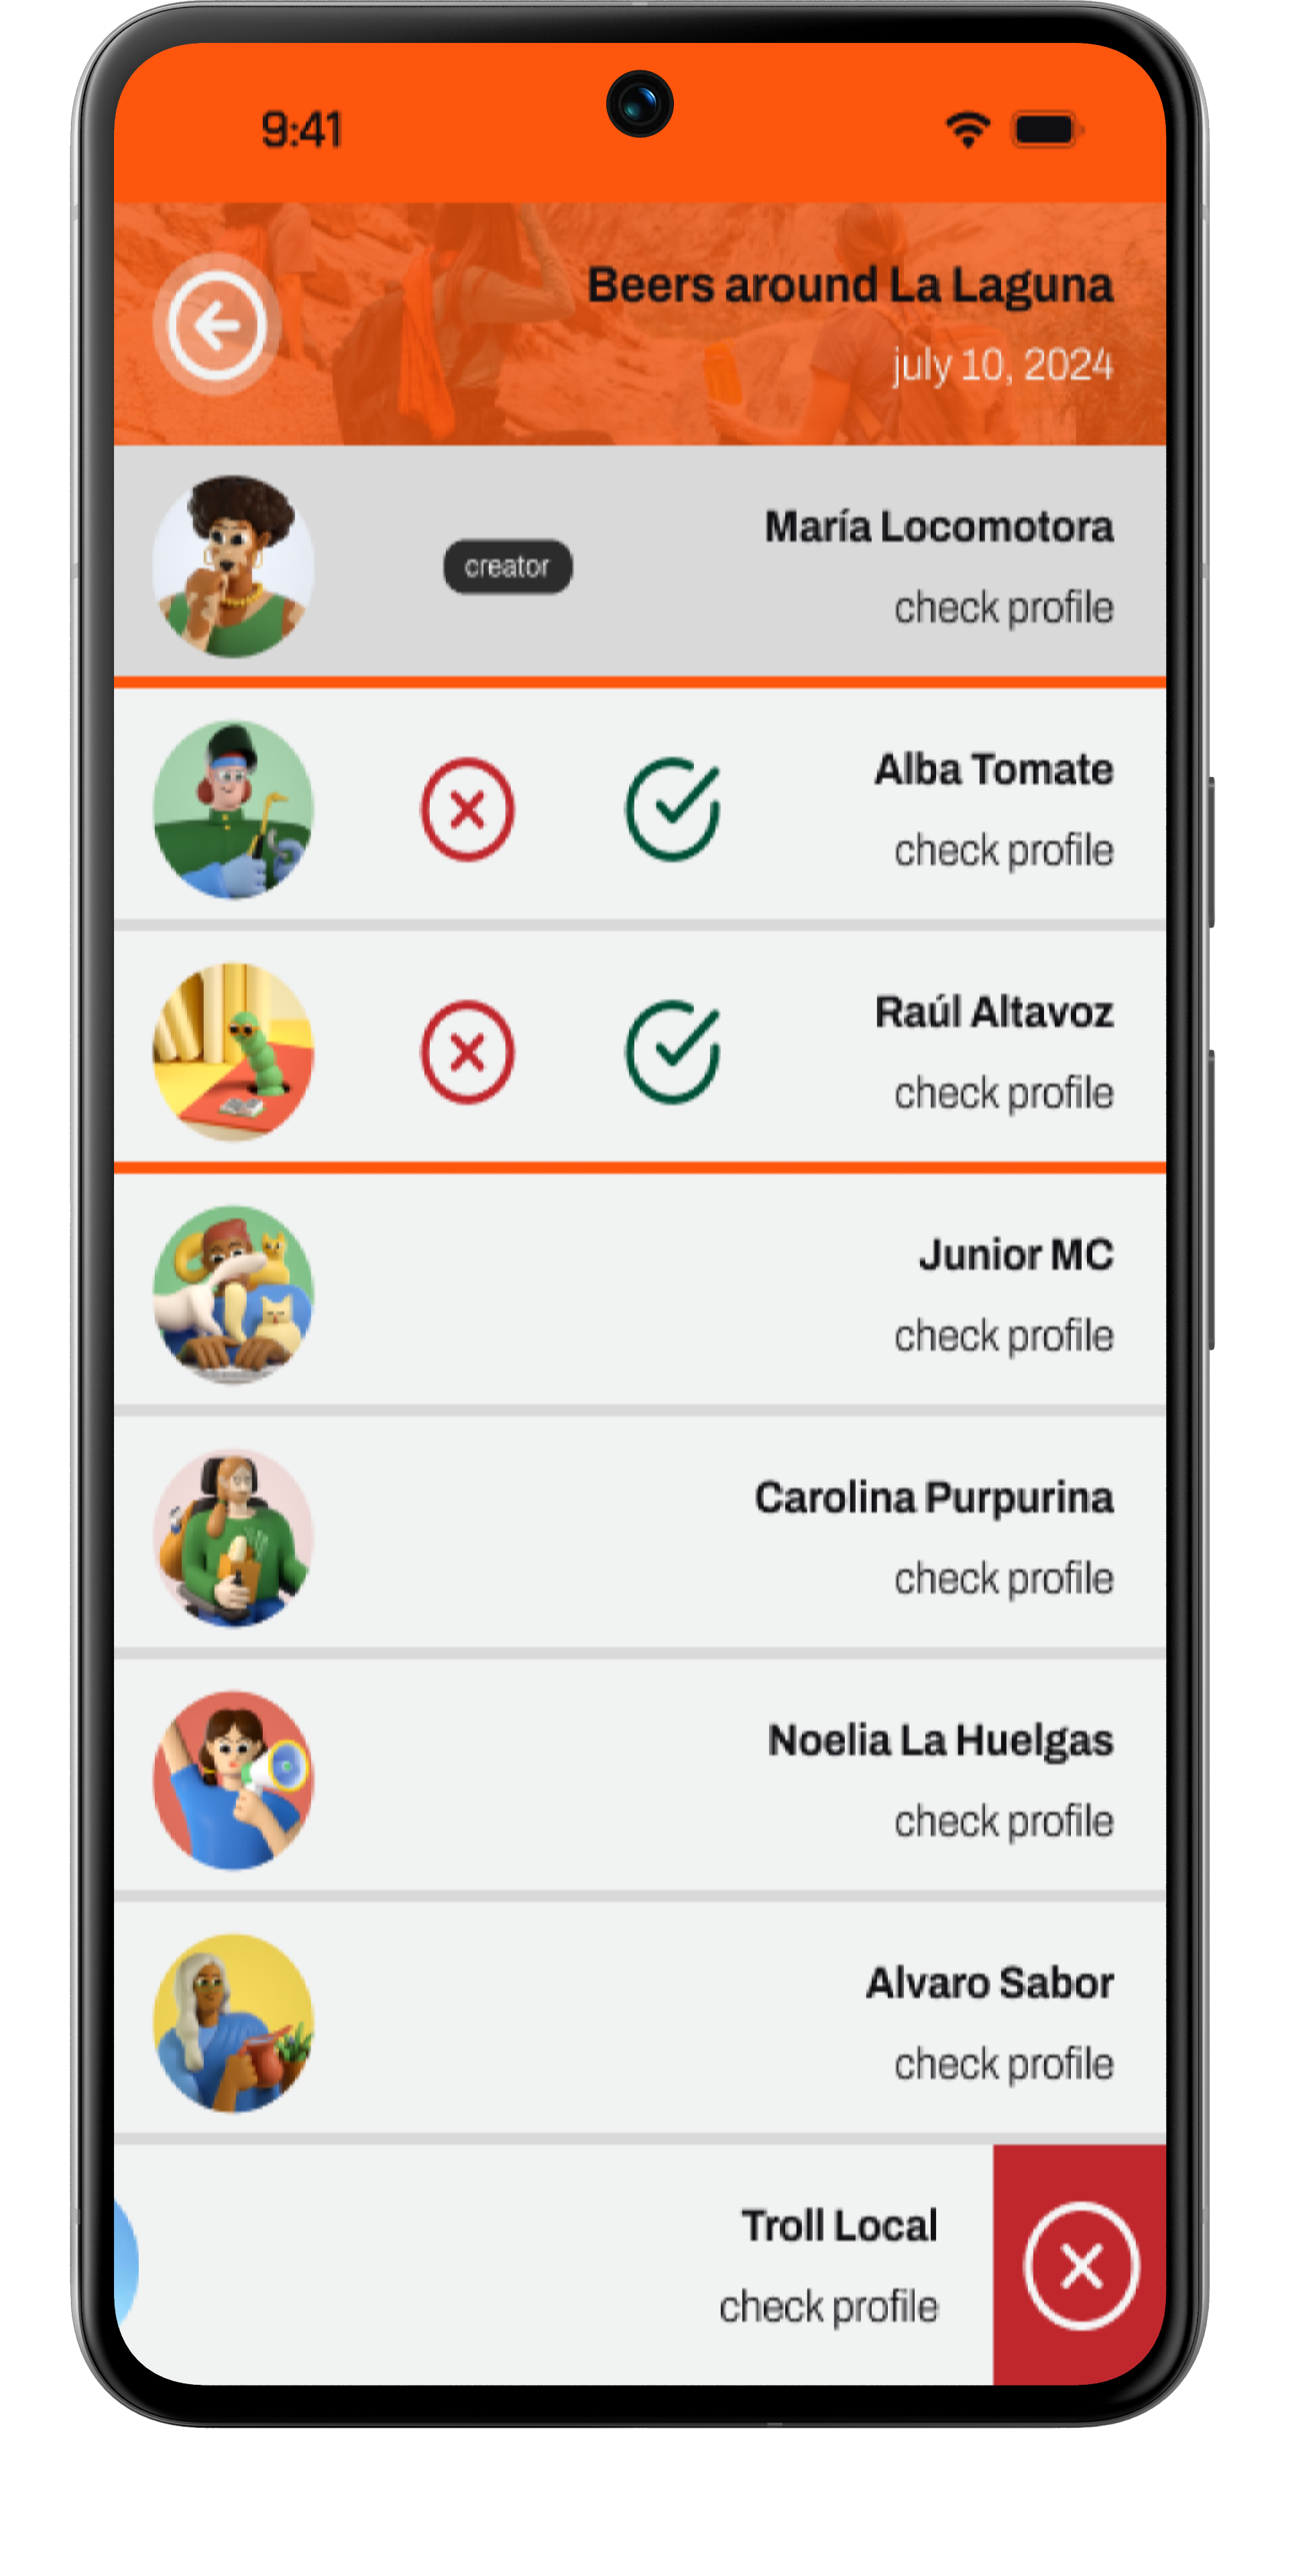 9:41
Beers around La Laguna
july 10, 2024
María Locomotora
creator
check profile
Alba Tomate
check profile
Raúl Altavoz
check profile
Junior MC
check profile
Carolina Purpurina
check profile
Noelia La Huelgas
check profile
Alvaro Sabor
check profile
Troll Local
check profile